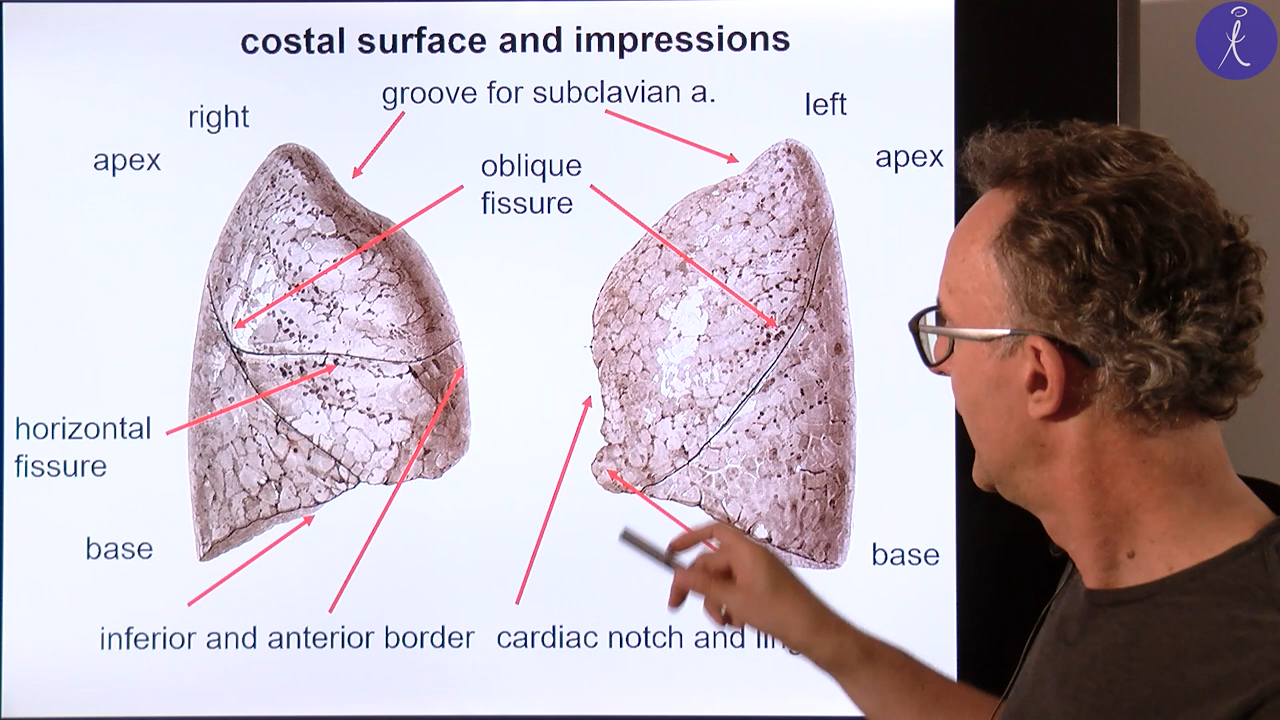 costal surface and impressions
groove for subclavian a.
right
left
apex
oblique
fissure
apex
horizontal
fissure
base
base
inferior and anterior border
cardiac notch and